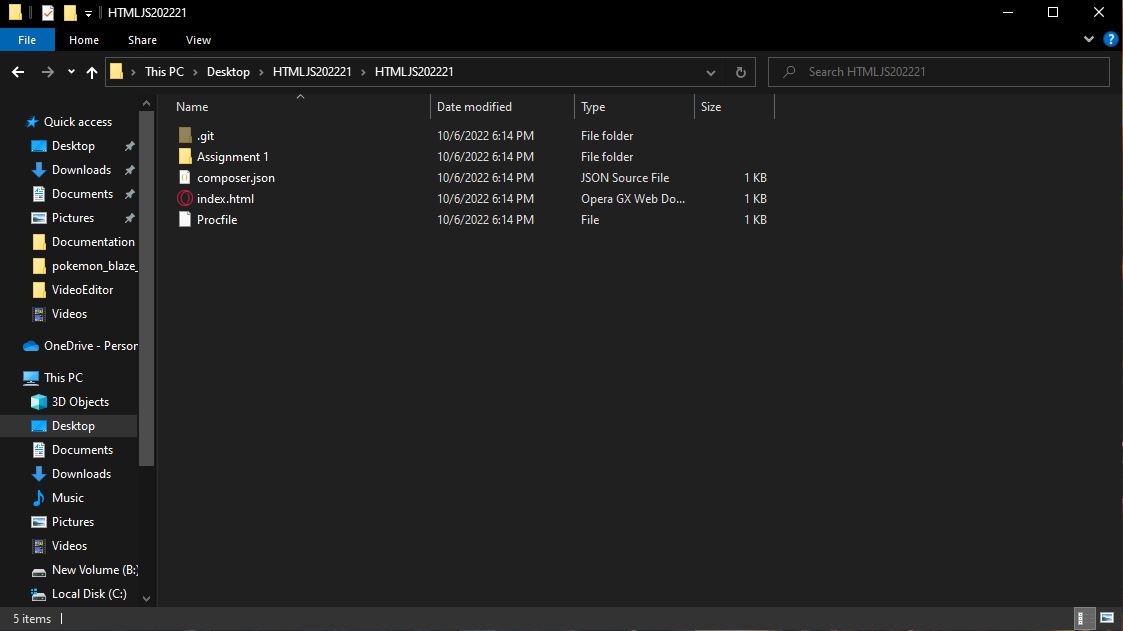 HTMLJS202221
File Home Share View
This PC Desktop HTMLJS202221 HTMLJS202221 Search HTMLJS202221
Name Date modified Type Size
.git 10/6/2022 6:14 PM File folder
Assignment 1 10/6/2022 6:14 PM File folder
composer.json 10/6/2022 6:14 PM JSON Source File 1 KB
index.html 10/6/2022 6:14 PM Opera GX Web Do... 1 KB
Procfile 10/6/2022 6:14 PM File 1 KB
Quick access
Desktop
Downloads
Documents
Pictures
Documentation
pokemon_blaze_
VideoEditor
Videos
OneDrive - Person
This PC
3D Objects
Desktop
Documents
Downloads
Music
Pictures
Videos
New Volume (B:)
Local Disk (C:)
5 items